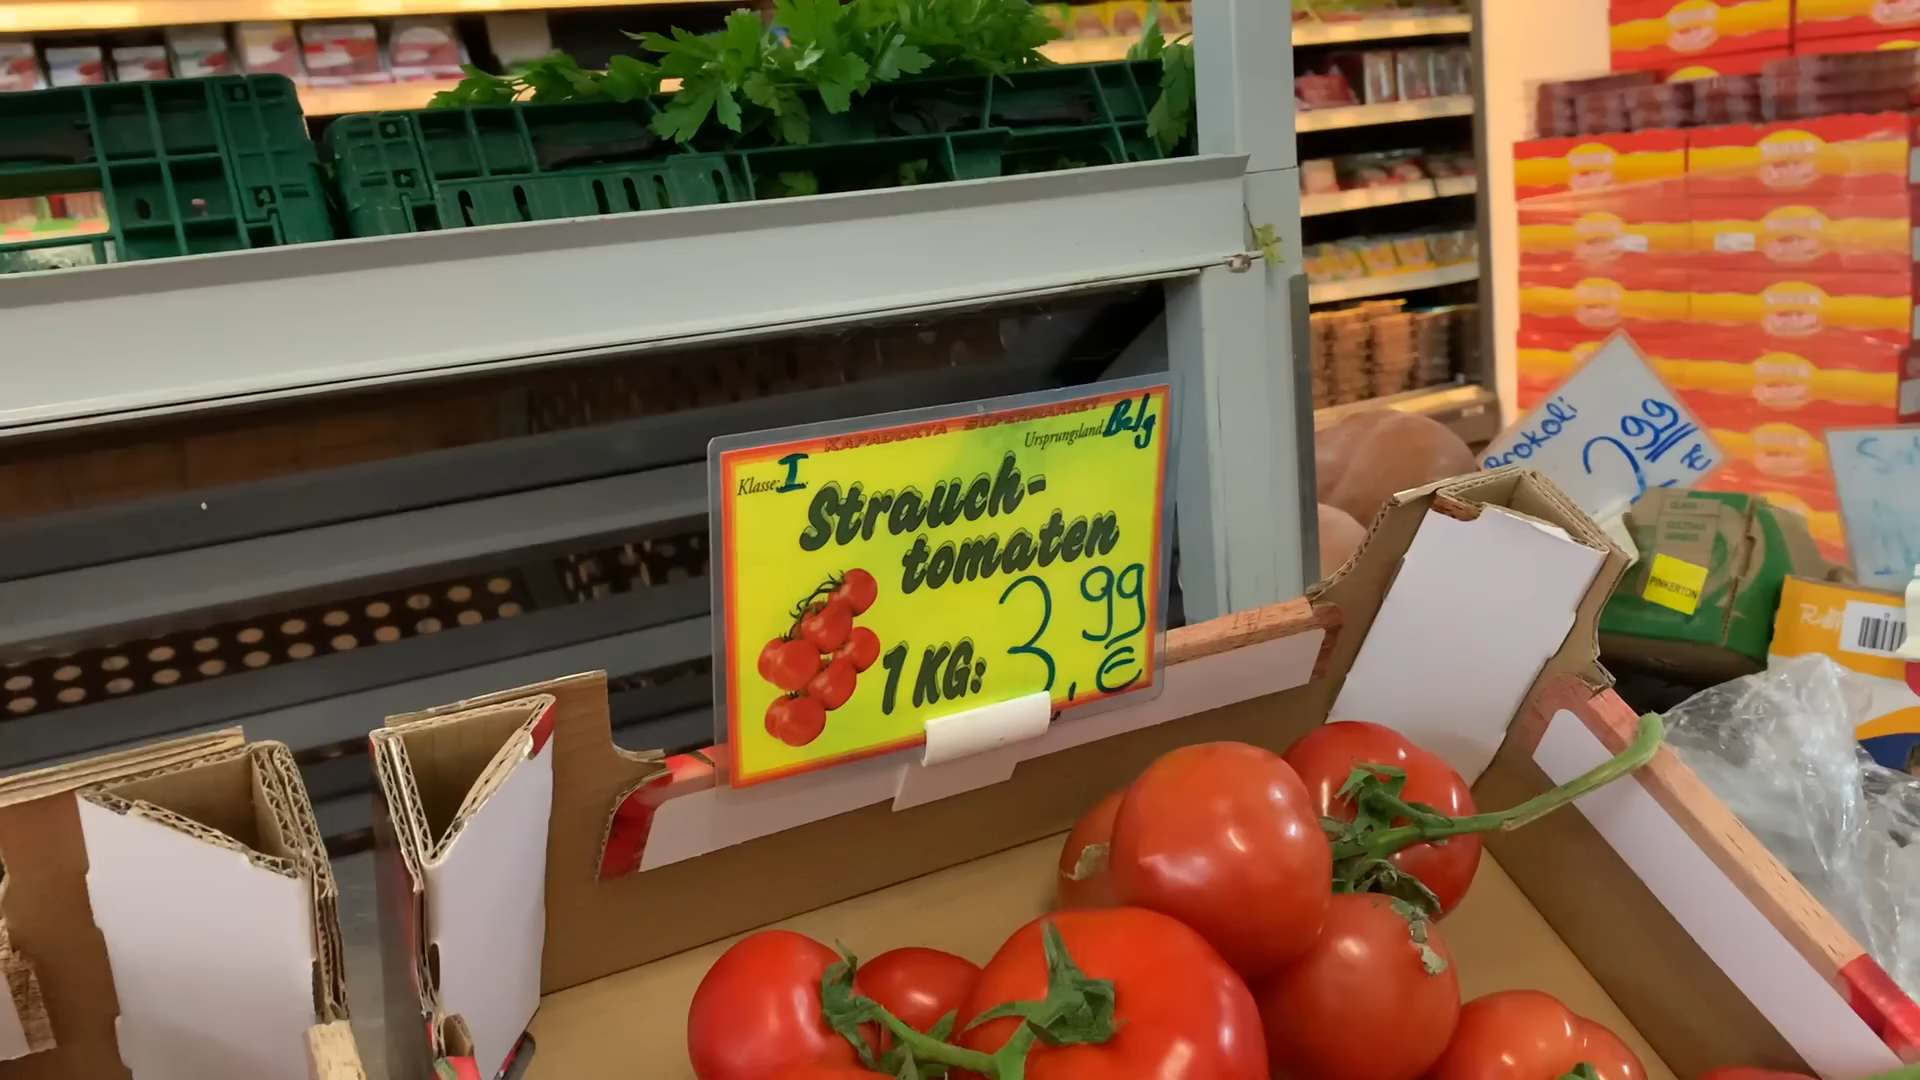 KAPADOKYA SUPERMARKET
Ursprungsland Belg
Klasse: I
Strauch-
tomaten
1 KG: 3,99 €
Brokoli
2,99 €
PINKERTON